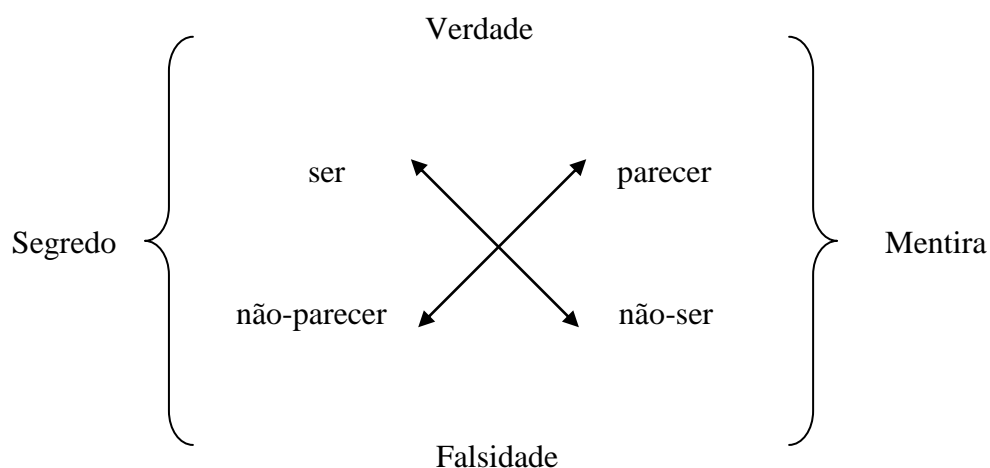 Verdade
ser parecer
Segredo Mentira
não-parecer não-ser
Falsidade